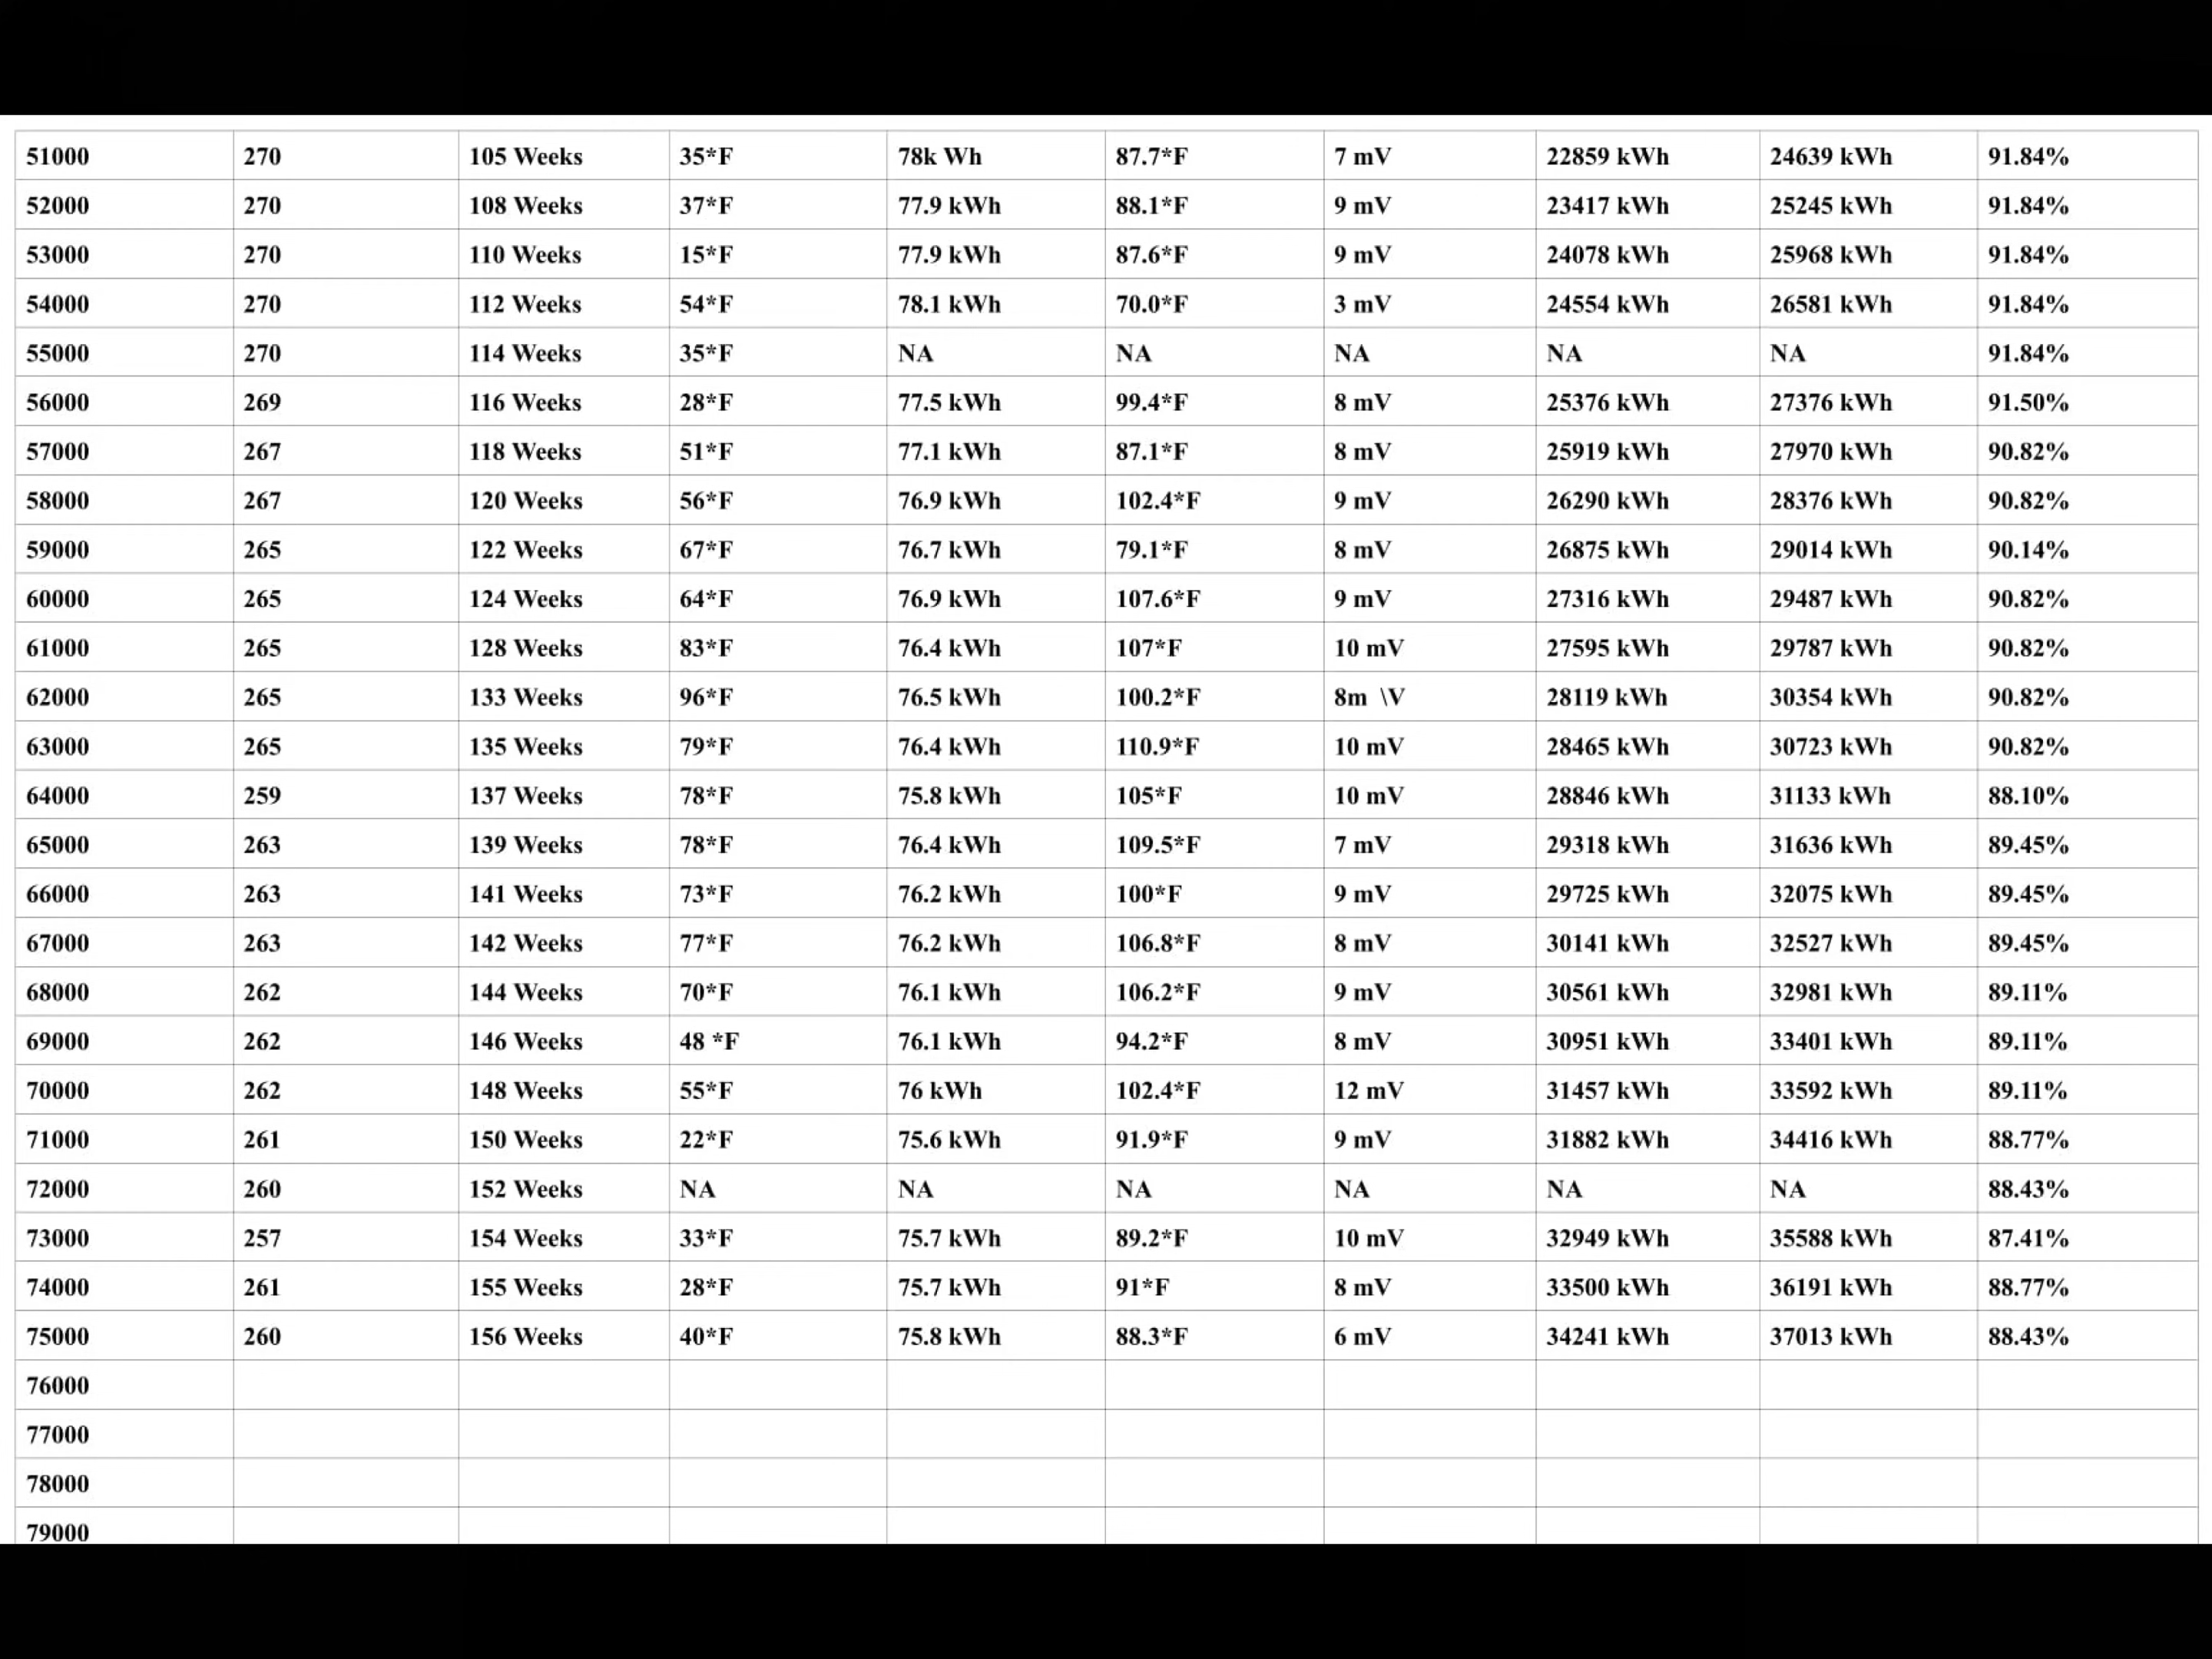 51000 270 105 Weeks 35*F 78k Wh 87.7*F 7 mV 22859 kWh 24639 kWh 91.84%
52000 270 108 Weeks 37*F 77.9 kWh 88.1*F 9 mV 23417 kWh 25245 kWh 91.84%
53000 270 110 Weeks 15*F 77.9 kWh 87.6*F 9 mV 24078 kWh 25968 kWh 91.84%
54000 270 112 Weeks 54*F 78.1 kWh 70.0*F 3 mV 24554 kWh 26581 kWh 91.84%
55000 270 114 Weeks 35*F NA NA NA NA NA 91.84%
56000 269 116 Weeks 28*F 77.5 kWh 99.4*F 8 mV 25376 kWh 27376 kWh 91.50%
57000 267 118 Weeks 51*F 77.1 kWh 87.1*F 8 mV 25919 kWh 27970 kWh 90.82%
58000 267 120 Weeks 56*F 76.9 kWh 102.4*F 9 mV 26290 kWh 28376 kWh 90.82%
59000 265 122 Weeks 67*F 76.7 kWh 79.1*F 8 mV 26875 kWh 29014 kWh 90.14%
60000 265 124 Weeks 64*F 76.9 kWh 107.6*F 9 mV 27316 kWh 29487 kWh 90.82%
61000 265 128 Weeks 83*F 76.4 kWh 107*F 10 mV 27595 kWh 29787 kWh 90.82%
62000 265 133 Weeks 96*F 76.5 kWh 100.2*F 8m \V 28119 kWh 30354 kWh 90.82%
63000 265 135 Weeks 79*F 76.4 kWh 110.9*F 10 mV 28465 kWh 30723 kWh 90.82%
64000 259 137 Weeks 78*F 75.8 kWh 105*F 10 mV 28846 kWh 31133 kWh 88.10%
65000 263 139 Weeks 78*F 76.4 kWh 109.5*F 7 mV 29318 kWh 31636 kWh 89.45%
66000 263 141 Weeks 73*F 76.2 kWh 100*F 9 mV 29725 kWh 32075 kWh 89.45%
67000 263 142 Weeks 77*F 76.2 kWh 106.8*F 8 mV 30141 kWh 32527 kWh 89.45%
68000 262 144 Weeks 70*F 76.1 kWh 106.2*F 9 mV 30561 kWh 32981 kWh 89.11%
69000 262 146 Weeks 48 *F 76.1 kWh 94.2*F 8 mV 30951 kWh 33401 kWh 89.11%
70000 262 148 Weeks 55*F 76 kWh 102.4*F 12 mV 31457 kWh 33592 kWh 89.11%
71000 261 150 Weeks 22*F 75.6 kWh 91.9*F 9 mV 31882 kWh 34416 kWh 88.77%
72000 260 152 Weeks NA NA NA NA NA NA 88.43%
73000 257 154 Weeks 33*F 75.7 kWh 89.2*F 10 mV 32949 kWh 35588 kWh 87.41%
74000 261 155 Weeks 28*F 75.7 kWh 91*F 8 mV 33500 kWh 36191 kWh 88.77%
75000 260 156 Weeks 40*F 75.8 kWh 88.3*F 6 mV 34241 kWh 37013 kWh 88.43%
76000
77000
78000
79000